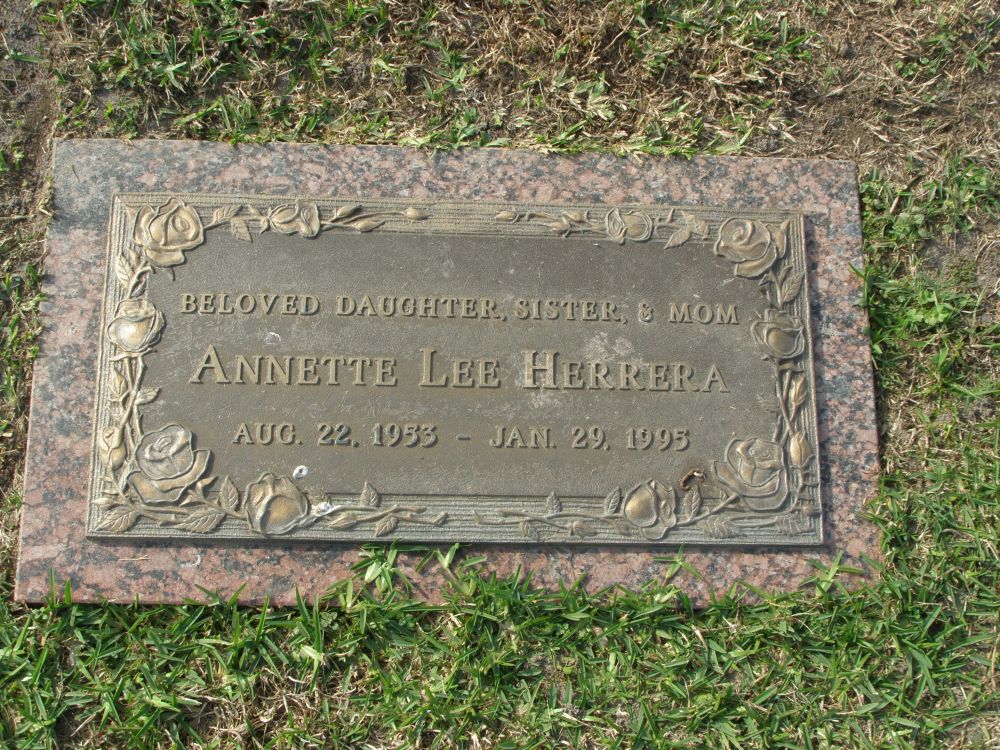 BELOVED DAUGHTER, SISTER, & MOM
ANNETTE LEE HERRERA
AUG. 22, 1953 - JAN. 29, 1995